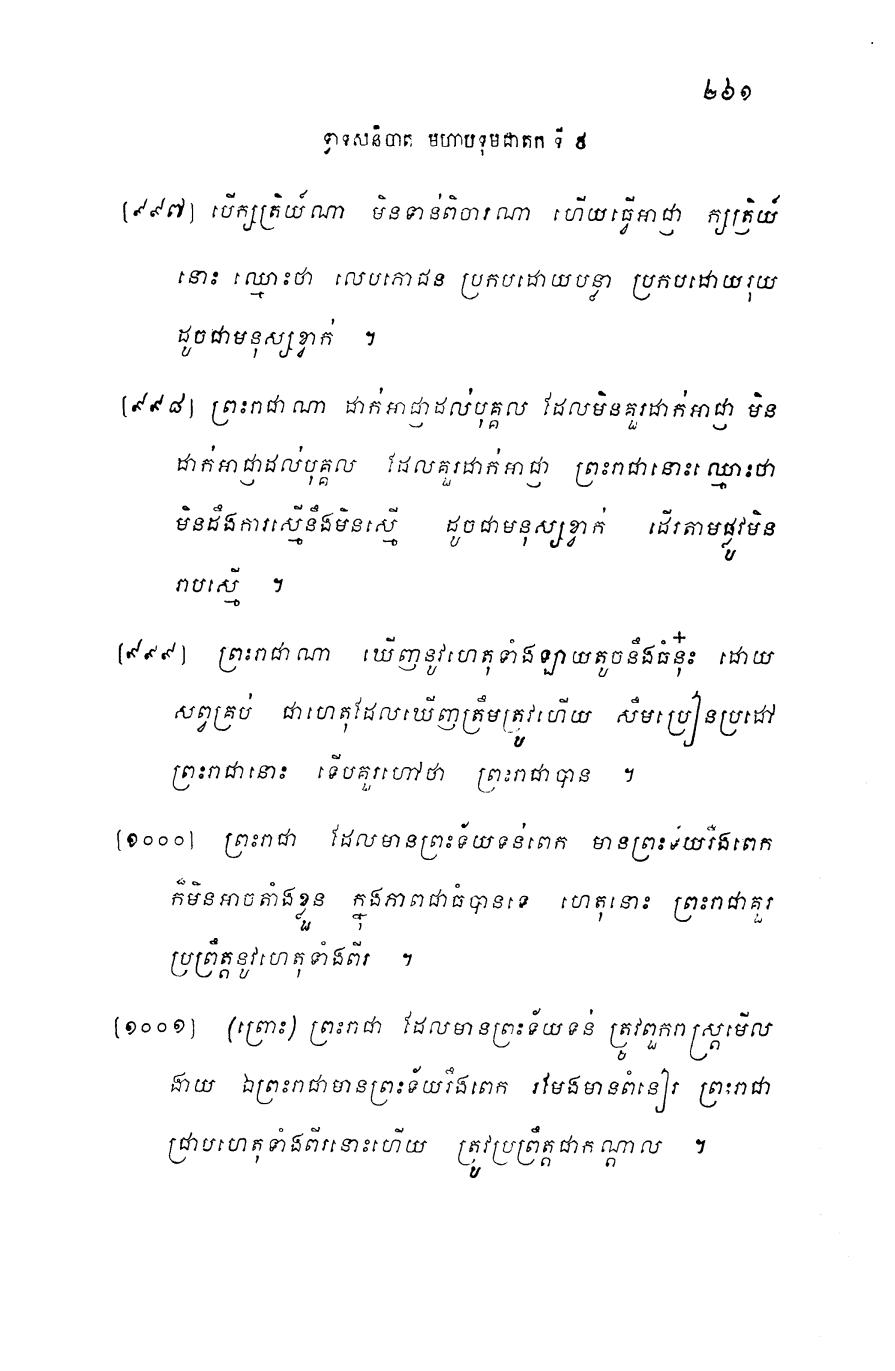 ២៦១
ទ្វាទសនិបាត មហាបទុមជាតក ទី ៩
[៩៩៧] បើក្សត្រិយ៍ណា មិនទាន់ពិចារណា ហើយធ្វើអាជ្ញា ក្សត្រិយ៍
នោះ ឈ្មោះថា លេបភោជន ប្រកបដោយបន្លា ប្រកបដោយរុយ
ដូចជាមនុស្សខ្វាក់ ។
[៩៩៨] ព្រះរាជាណា ដាក់អាជ្ញាដល់បុគ្គល ដែលមិនគួរដាក់អាជ្ញា មិន
ដាក់អាជ្ញាដល់បុគ្គល ដែលគួរដាក់អាជ្ញា ព្រះរាជានោះឈ្មោះថា
មិនដឹងការស្មើនឹងមិនស្មើ ដូចជាមនុស្សខ្វាក់ ដើរតាមផ្លូវមិន
រាបស្មើ ។
[៩៩៩] ព្រះរាជាណា ឃើញនូវហេតុទាំងឡាយតូចនឹងធំនុ៎ះ ដោយ
សព្វគ្រប់ ជាហេតុដែលឃើញត្រឹមត្រូវហើយ សឹមប្រៀនប្រដៅ
ព្រះរាជានោះ ទើបគួរហៅថា ព្រះរាជាបាន ។
[១០០០] ព្រះរាជា ដែលមានព្រះទ័យទន់ពេក មានព្រះទ័យរឹងពេក
ក៏មិនអាចតាំងខ្លួន ក្នុងភាពជាធំបានទេ ហេតុនោះ ព្រះរាជាគួរ
ប្រព្រឹត្តនូវហេតុទាំងពីរ ។
[១០០១] (ព្រោះ) ព្រះរាជា ដែលមានព្រះទ័យទន់ ត្រូវពួករាស្ត្រមើល
ងាយ ឯព្រះរាជាមានព្រះទ័យរឹងពេក រមែងមានពំនៀរ ព្រះរាជា
ជ្រាបហេតុទាំងពីរនោះហើយ ត្រូវប្រព្រឹត្តជាកណ្តាល ។